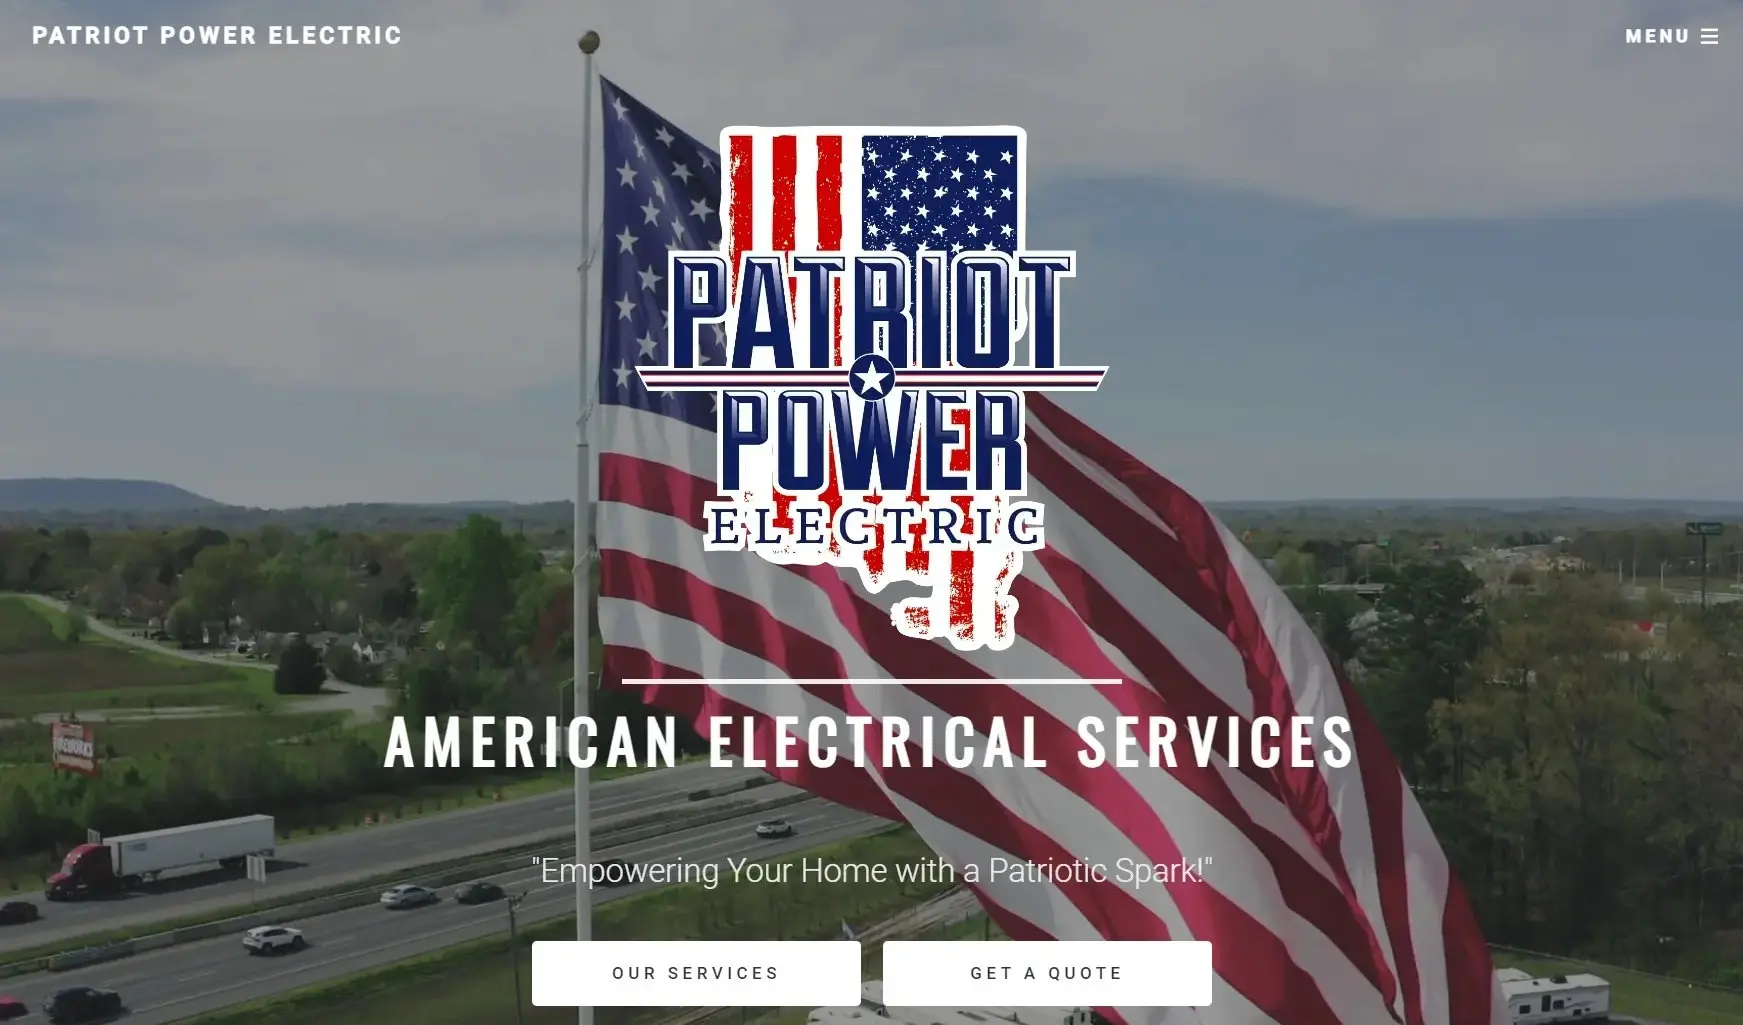 PATRIOT POWER ELECTRIC
MENU
PATRIOT
POWER
ELECTRIC
AMERICAN ELECTRICAL SERVICES
FIREWORKS
"Empowering Your Home with a Patriotic Spark!"
OUR SERVICES
GET A QUOTE